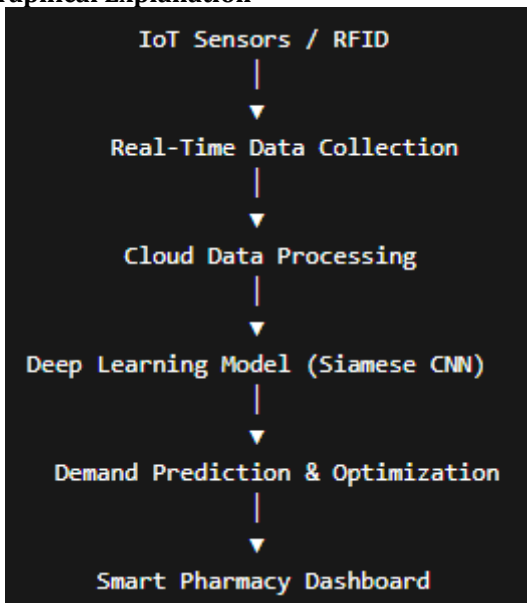 IoT Sensors / RFID
Real-Time Data Collection
Cloud Data Processing
Deep Learning Model (Siamese CNN)
Demand Prediction & Optimization
Smart Pharmacy Dashboard